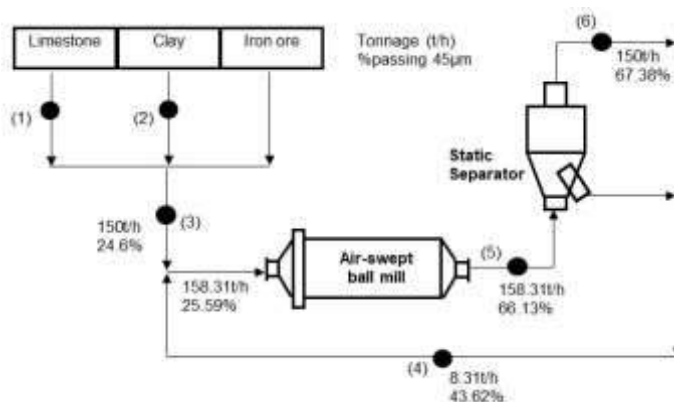 Limestone Clay Iron ore
Tonnage (t/h)
%passing 45µm
(6)
150t/h
67.38%
(1)
(2)
Static
Separator
(3)
150t/h
24.6%
Air-swept
ball mill
(5)
158.31t/h
25.59%
158.31t/h
66.13%
(4)
8.31t/h
43.62%